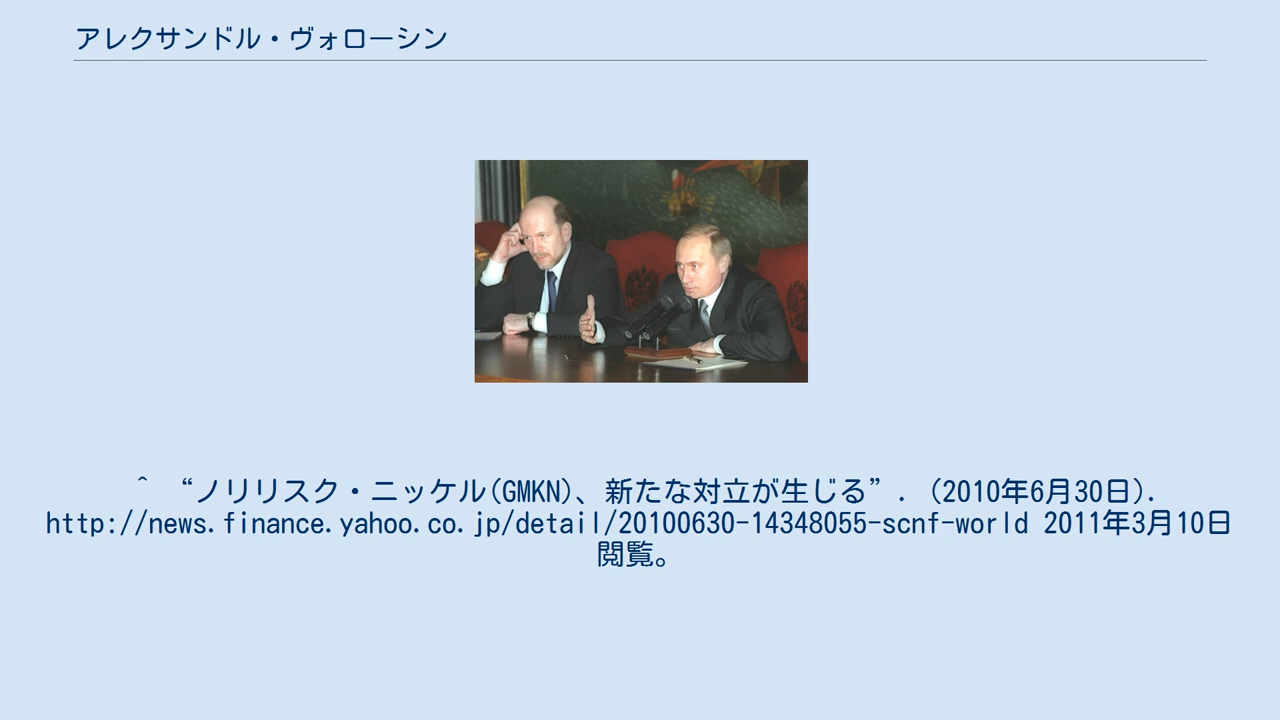 アレクサンドル・ヴォローシン
^ “ノリリスク・ニッケル(GMKN)、新たな対立が生じる”. (2010年6月30日).
http://news.finance.yahoo.co.jp/detail/20100630-14348055-scnf-world 2011年3月10日
閲覧。